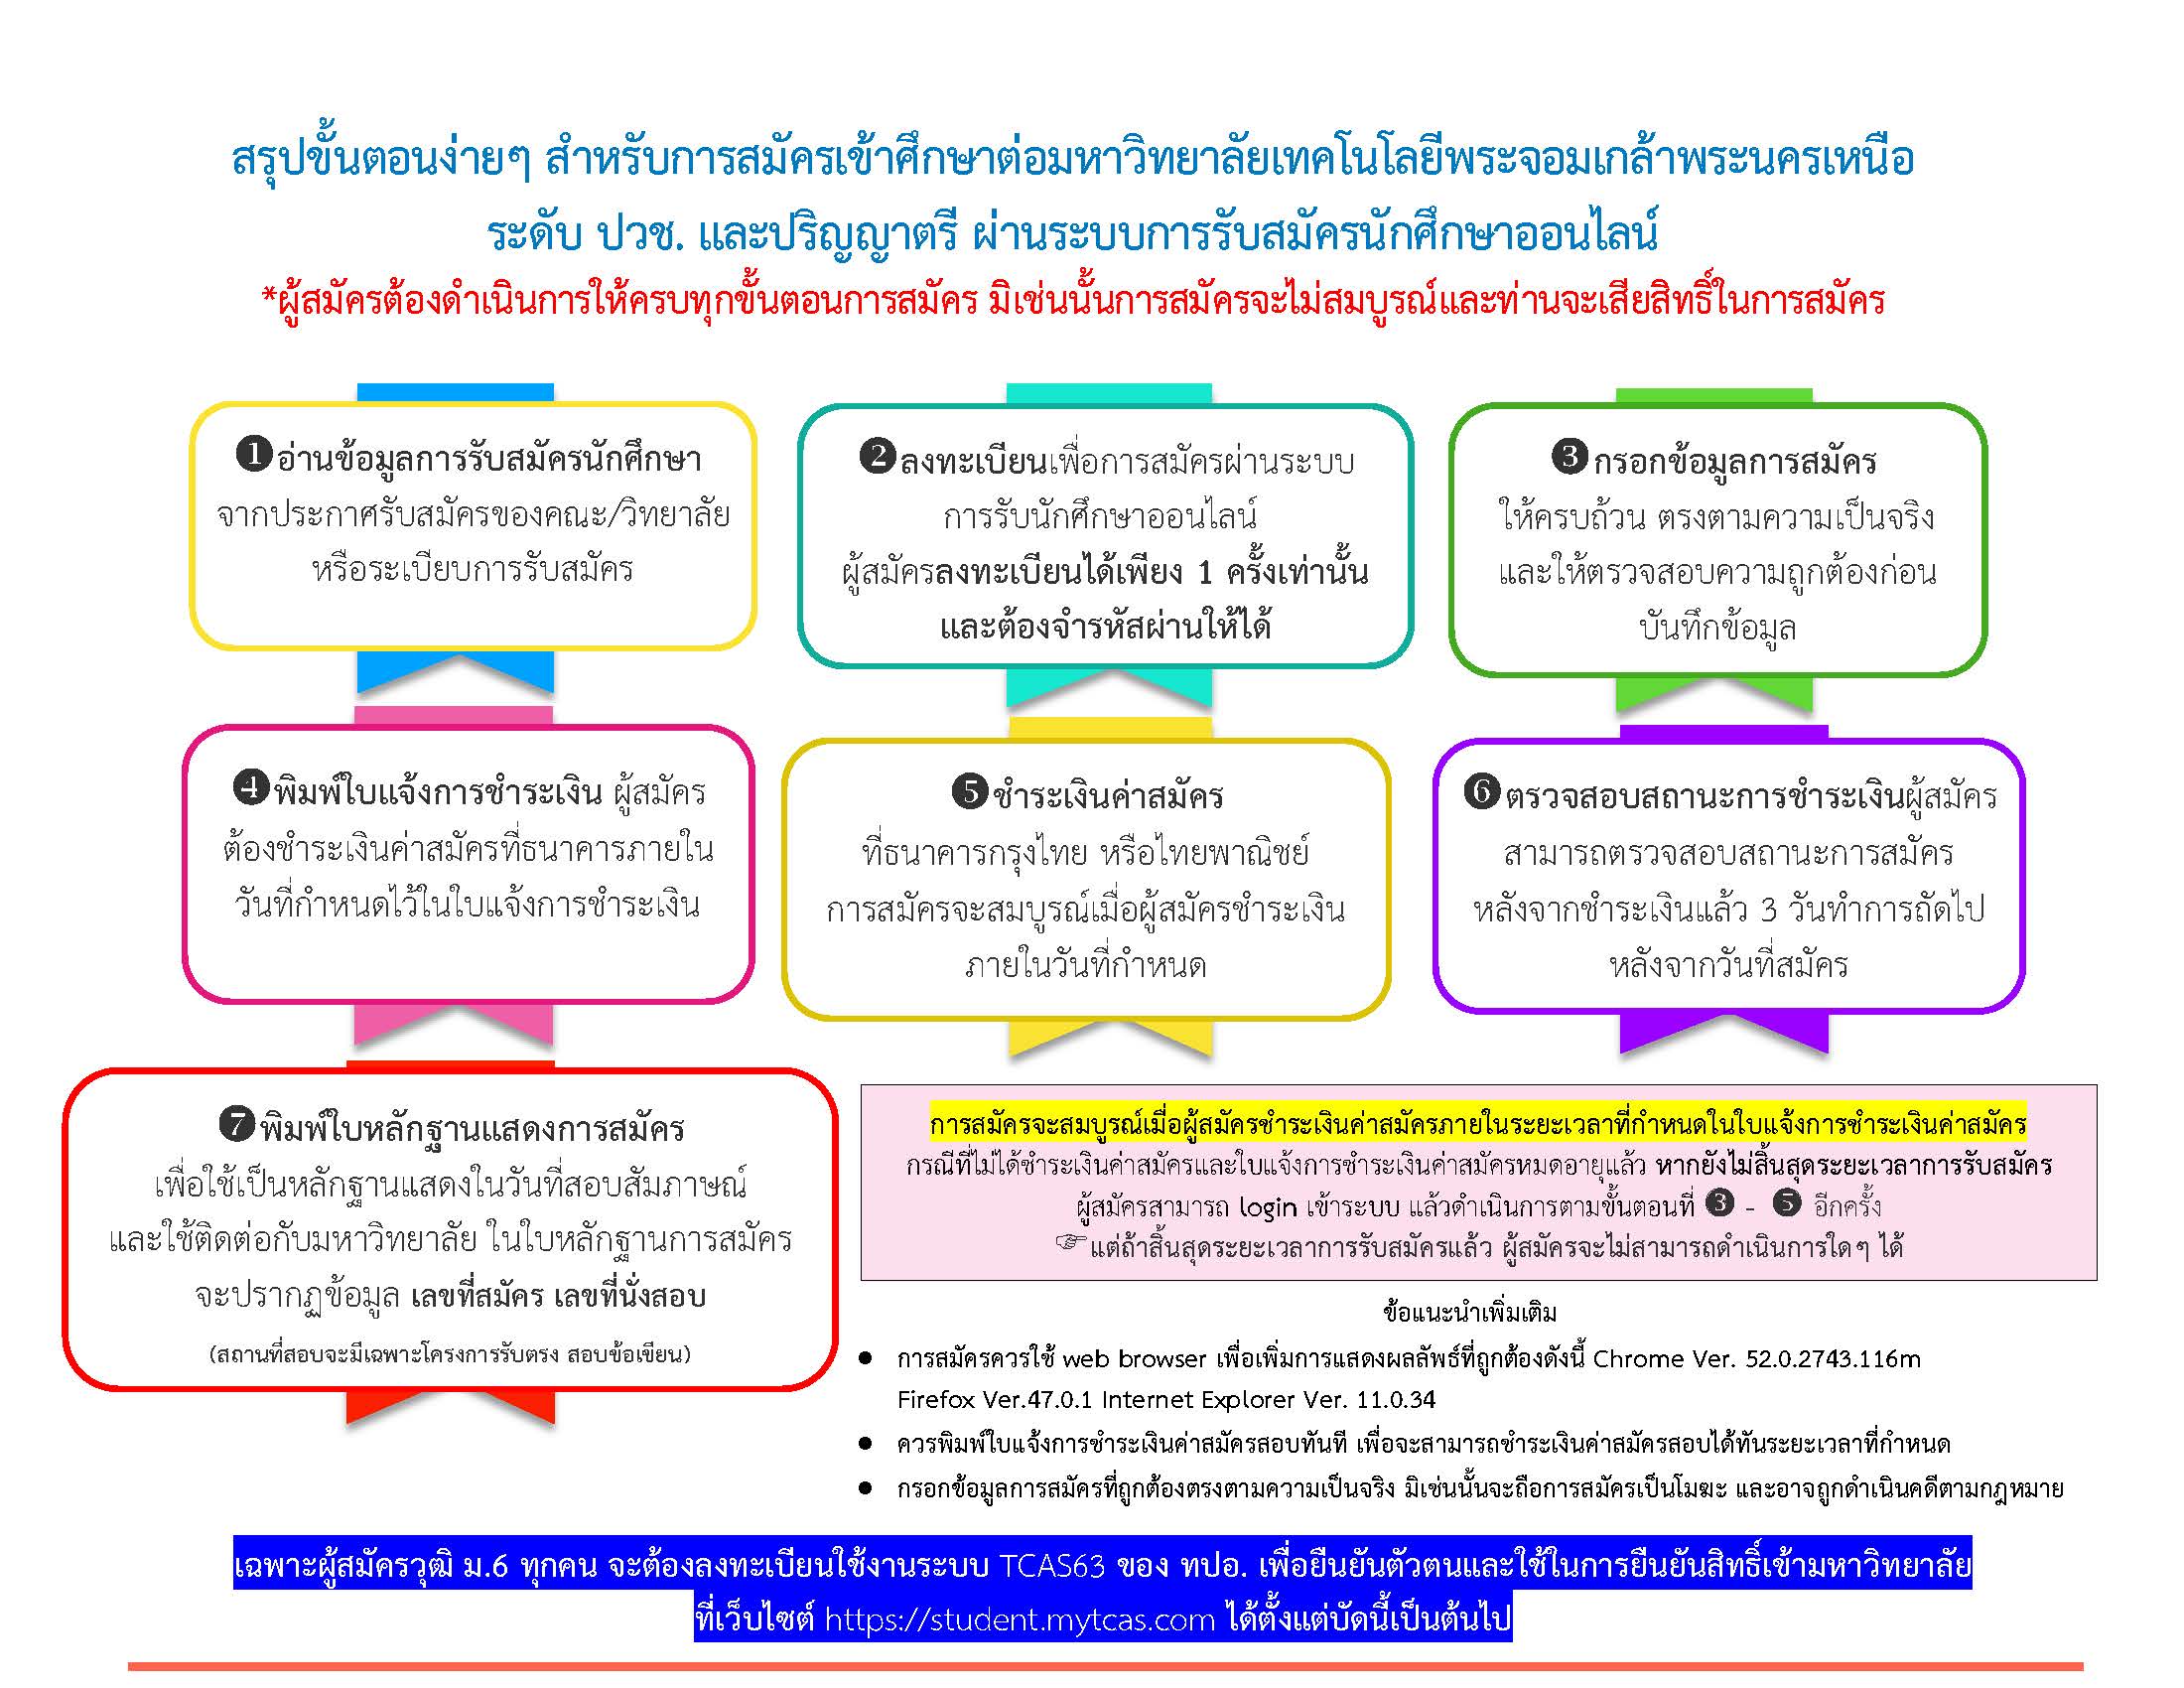 สรุปขั้นตอนง่ายๆ สำหรับการสมัครเข้าศึกษาต่อมหาวิทยาลัยเทคโนโลยีพระจอมเกล้าพระนครเหนือ
ระดับ ปวช. และปริญญาตรี ผ่านระบบการรับสมัครนักศึกษาออนไลน์
*ผู้สมัครต้องดำเนินการให้ครบทุกขั้นตอนการสมัคร มิเช่นนั้นการสมัครจะไม่สมบูรณ์และท่านจะเสียสิทธิ์ในการสมัคร
❶อ่านข้อมูลการรับสมัครนักศึกษา
จากประกาศรับสมัครของคณะ/วิทยาลัย
หรือระเบียบการรับสมัคร
❷ลงทะเบียนเพื่อการสมัครผ่านระบบ
การรับนักศึกษาออนไลน์
ผู้สมัครลงทะเบียนได้เพียง 1 ครั้งเท่านั้น
และต้องจำรหัสผ่านให้ได้
❸กรอกข้อมูลการสมัคร
ให้ครบถ้วน ตรงตามความเป็นจริง
และให้ตรวจสอบความถูกต้องก่อน
บันทึกข้อมูล
❹พิมพ์ใบแจ้งการชำระเงิน ผู้สมัคร
ต้องชำระเงินค่าสมัครที่ธนาคารภายใน
วันที่กำหนดไว้ในใบแจ้งการชำระเงิน
❺ชำระเงินค่าสมัคร
ที่ธนาคารกรุงไทย หรือไทยพาณิชย์
การสมัครจะสมบูรณ์เมื่อผู้สมัครชำระเงิน
ภายในวันที่กำหนด
❻ตรวจสอบสถานะการชำระเงินผู้สมัคร
สามารถตรวจสอบสถานะการสมัคร
หลังจากชำระเงินแล้ว 3 วันทำการถัดไป
หลังจากวันที่สมัคร
❼พิมพ์ใบหลักฐานแสดงการสมัคร
เพื่อใช้เป็นหลักฐานแสดงในวันที่สอบสัมภาษณ์
และใช้ติดต่อกับมหาวิทยาลัย ในใบหลักฐานการสมัคร
จะปรากฏข้อมูล เลขที่สมัคร เลขที่นั่งสอบ
(สถานที่สอบจะมีเฉพาะโครงการรับตรง สอบข้อเขียน)
การสมัครจะสมบูรณ์เมื่อผู้สมัครชำระเงินค่าสมัครภายในระยะเวลาที่กำหนดในใบแจ้งการชำระเงินค่าสมัคร
กรณีที่ไม่ได้ชำระเงินค่าสมัครและใบแจ้งการชำระเงินค่าสมัครหมดอายุแล้ว หากยังไม่สิ้นสุดระยะเวลาการรับสมัคร
ผู้สมัครสามารถ login เข้าระบบ แล้วดำเนินการตามขั้นตอนที่ ❸ - ❺ อีกครั้ง
☞แต่ถ้าสิ้นสุดระยะเวลาการรับสมัครแล้ว ผู้สมัครจะไม่สามารถดำเนินการใดๆ ได้
ข้อแนะนำเพิ่มเติม
● การสมัครควรใช้ web browser เพื่อเพิ่มการแสดงผลลัพธ์ที่ถูกต้องดังนี้ Chrome Ver. 52.0.2743.116m
Firefox Ver.47.0.1 Internet Explorer Ver. 11.0.34
● ควรพิมพ์ใบแจ้งการชำระเงินค่าสมัครสอบทันที เพื่อจะสามารถชำระเงินค่าสมัครสอบได้ทันระยะเวลาที่กำหนด
● กรอกข้อมูลการสมัครที่ถูกต้องตรงตามความเป็นจริง มิเช่นนั้นจะถือการสมัครเป็นโมฆะ และอาจถูกดำเนินคดีตามกฎหมาย
เฉพาะผู้สมัครวุฒิ ม.6 ทุกคน จะต้องลงทะเบียนใช้งานระบบ TCAS63 ของ ทปอ. เพื่อยืนยันตัวตนและใช้ในการยืนยันสิทธิ์เข้ามหาวิทยาลัย
ที่เว็บไซต์ https://student.mytcas.com ได้ตั้งแต่บัดนี้เป็นต้นไป